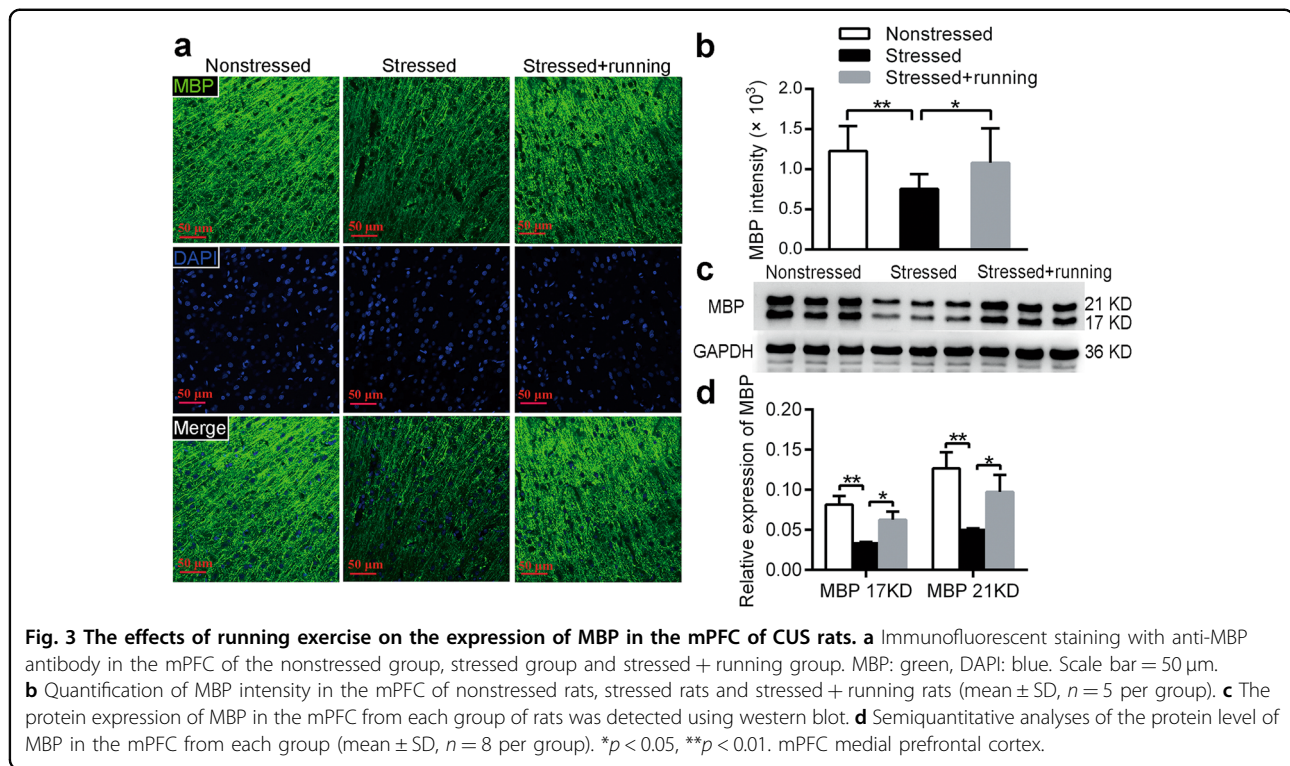 a
Nonstressed Stressed Stressed+running
MBP
50 µm 50 µm 50 µm
DAPI
50 µm 50 µm 50 µm
Merge
50 µm 50 µm 50 µm
b
Nonstressed
Stressed
Stressed+running
MBP intensity (× 10³)
2.0
1.5
1.0
0.5
0.0
** *
c
Nonstressed Stressed Stressed+running
MBP
21 KD
17 KD
GAPDH 36 KD
d
Relative expression of MBP
0.20
0.15
0.10
0.05
0.00
** * ** *
MBP 17KD MBP 21KD
Fig. 3 The effects of running exercise on the expression of MBP in the mPFC of CUS rats. a Immunofluorescent staining with anti-MBP
antibody in the mPFC of the nonstressed group, stressed group and stressed + running group. MBP: green, DAPI: blue. Scale bar = 50 µm.
b Quantification of MBP intensity in the mPFC of nonstressed rats, stressed rats and stressed + running rats (mean ± SD, n = 5 per group). c The
protein expression of MBP in the mPFC from each group of rats was detected using western blot. d Semiquantitative analyses of the protein level of
MBP in the mPFC from each group (mean ± SD, n = 8 per group). *p < 0.05, **p < 0.01. mPFC medial prefrontal cortex.